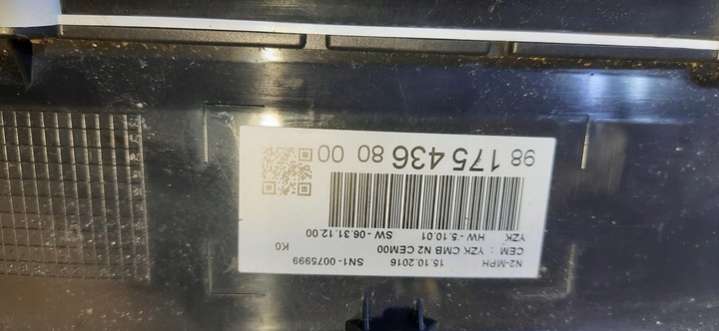 N2-MPH 15.10.2016 SN1-0075999
CEM : YZK CMB N2 CEM00 K0
YZK HW -5.10.01 SW -06.31.12.00
98 175 436 80 00